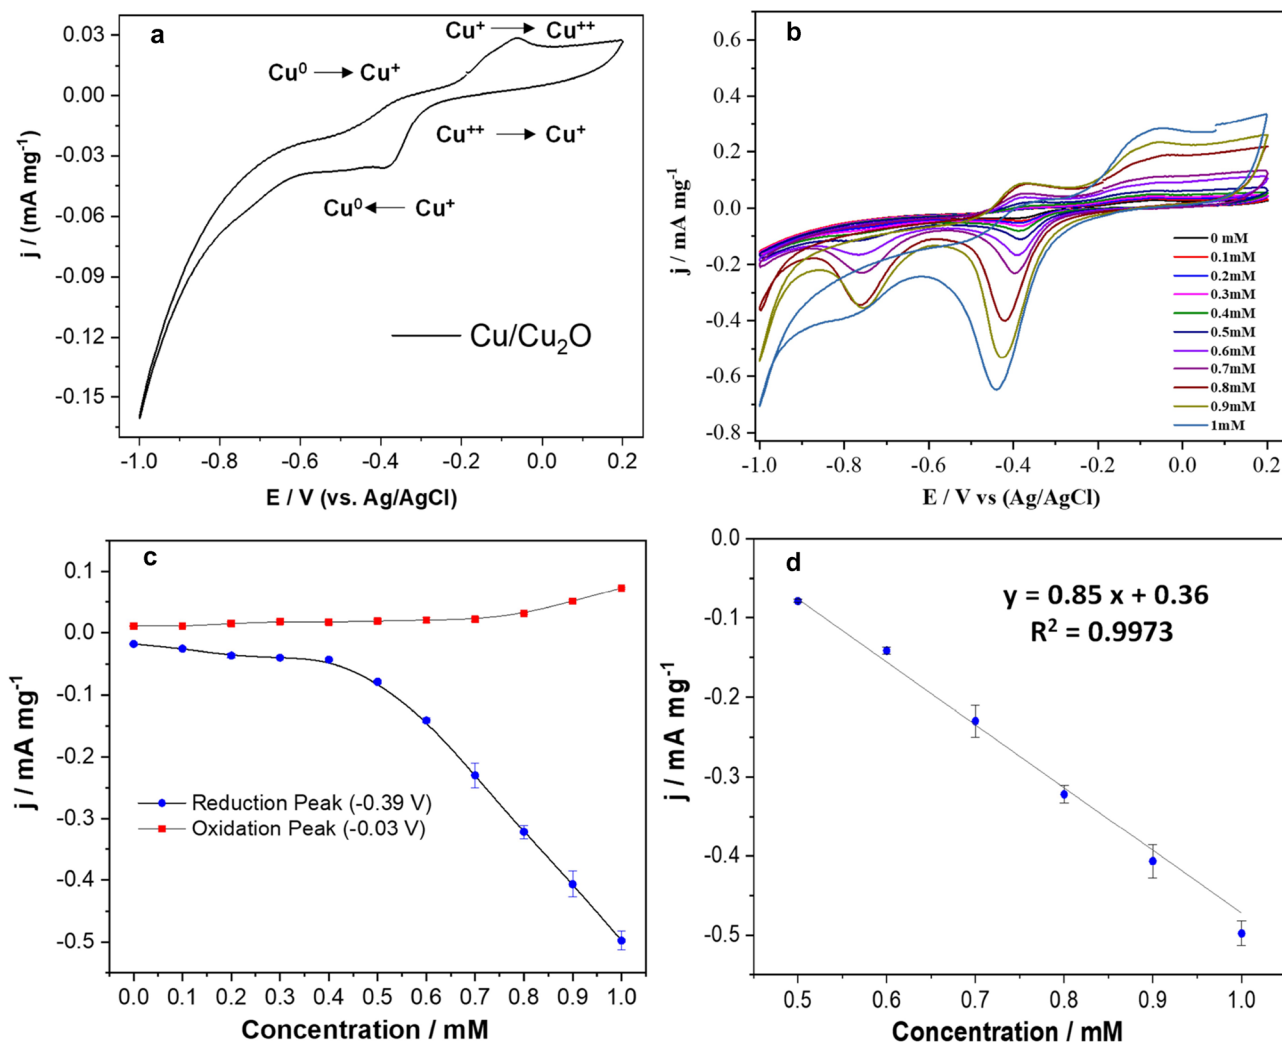 a
Cu⁺ → Cu⁺⁺
Cu⁰ → Cu⁺
Cu⁺⁺ → Cu⁺
Cu⁰ ← Cu⁺
Cu/Cu₂O
0.03
0.00
-0.03
-0.06
-0.09
-0.12
-0.15
j / (mA mg⁻¹)
-1.0 -0.8 -0.6 -0.4 -0.2 0.0 0.2
E / V (vs. Ag/AgCl)
b
0.6
0.4
0.2
0.0
-0.2
-0.4
-0.6
-0.8
j / mA mg⁻¹
0 mM
0.1mM
0.2mM
0.3mM
0.4mM
0.5mM
0.6mM
0.7mM
0.8mM
0.9mM
1mM
-1.0 -0.8 -0.6 -0.4 -0.2 0.0 0.2
E / V vs (Ag/AgCl)
c
0.1
0.0
-0.1
-0.2
-0.3
-0.4
-0.5
j / mA mg⁻¹
Reduction Peak (-0.39 V)
Oxidation Peak (-0.03 V)
0.0 0.1 0.2 0.3 0.4 0.5 0.6 0.7 0.8 0.9 1.0
Concentration / mM
d
y = 0.85 x + 0.36
R² = 0.9973
0.0
-0.1
-0.2
-0.3
-0.4
-0.5
j / mA mg⁻¹
0.5 0.6 0.7 0.8 0.9 1.0
Concentration / mM